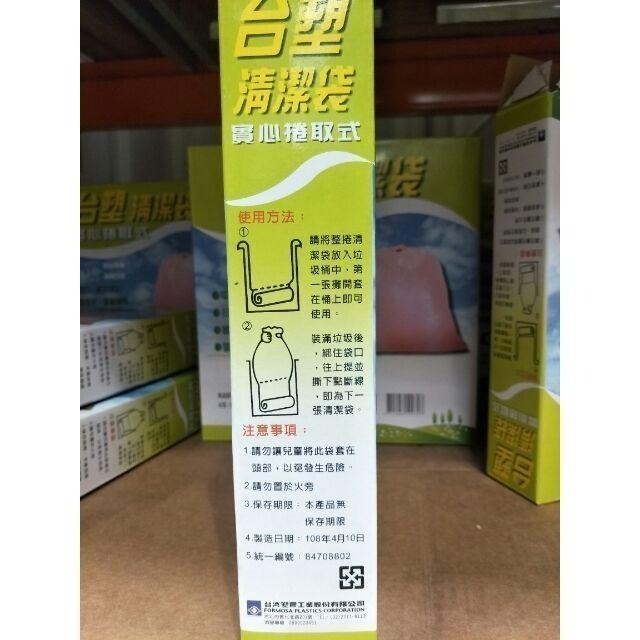 台塑
清潔袋
實心捲取式
使用方法：
①
請將整捲清
潔袋放入垃
圾桶中，第
一張攤開套
在桶上即可
使用。
②
裝滿垃圾後
，綁住袋口
，往上提並
撕下點斷線
，即為下一
張清潔袋。
注意事項：
1.請勿讓兒童將此袋套在
頭部，以免發生危險。
2.請勿置於火旁
3.保存期限：本產品無
保存期限
4.製造日期：108年4月10日
5.統一編號：84708802
台灣塑膠工業股份有限公司
FORMOSA PLASTICS CORPORATION
台塑 清潔袋
實心捲取式
袋
台塑
清潔袋